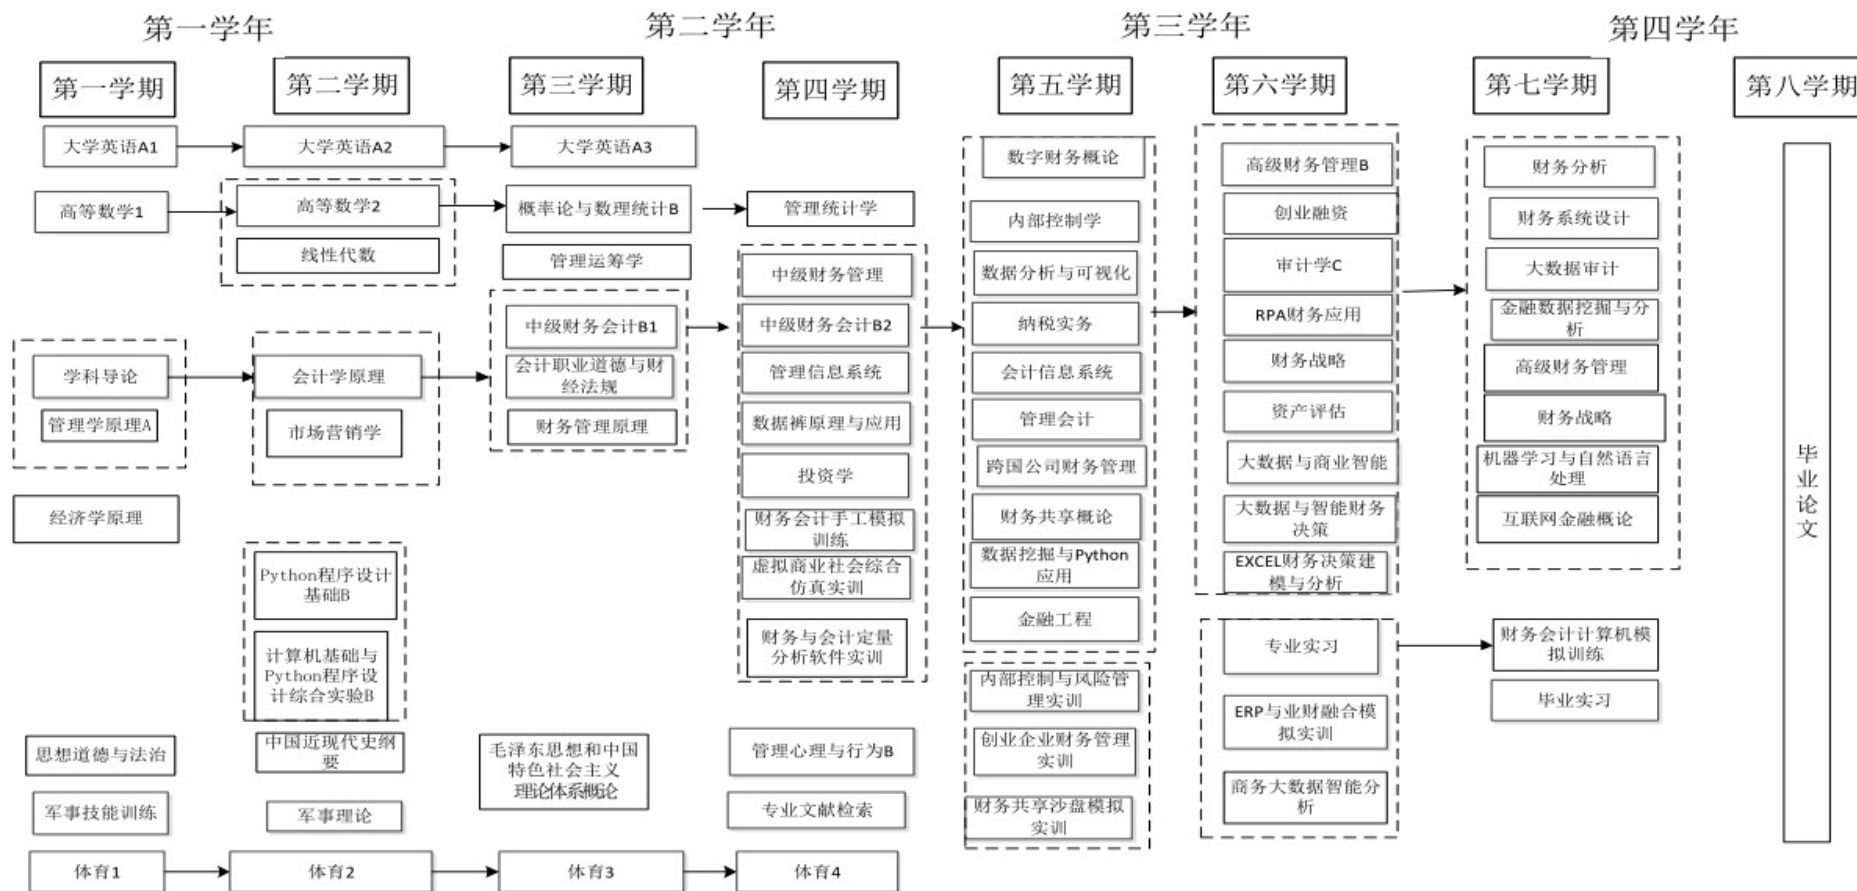 第一学年
第二学年
第三学年
第四学年
第一学期
第二学期
第三学期
第四学期
第五学期
第六学期
第七学期
第八学期
大学英语A1
高等数学1
学科导论
管理学原理A
经济学原理
思想道德与法治
军事技能训练
体育1
大学英语A2
高等数学2
线性代数
会计学原理
市场营销学
Python程序设计
基础B
计算机基础与
Python程序设
计综合实验B
中国近现代史纲
要
军事理论
体育2
大学英语A3
概率论与数理统计B
管理运筹学
中级财务会计B1
会计职业道德与财
经法规
财务管理原理
毛泽东思想和中国
特色社会主义
理论体系概论
体育3
管理统计学
中级财务管理
中级财务会计B2
管理信息系统
数据裤原理与应用
投资学
财务会计手工模拟
训练
虚拟商业社会综合
仿真实训
财务与会计定量
分析软件实训
管理心理与行为B
专业文献检索
体育4
数字财务概论
内部控制学
数据分析与可视化
纳税实务
会计信息系统
管理会计
跨国公司财务管理
财务共享概论
数据挖掘与Python
应用
金融工程
内部控制与风险管
理实训
创业企业财务管理
实训
财务共享沙盘模拟
实训
高级财务管理B
创业融资
审计学C
RPA财务应用
财务战略
资产评估
大数据与商业智能
大数据与智能财务
决策
EXCEL财务决策建
模与分析
专业实习
ERP与业财融合模
拟实训
商务大数据智能分
析
财务分析
财务系统设计
大数据审计
金融数据挖掘与分
析
高级财务管理
财务战略
机器学习与自然语言
处理
互联网金融概论
财务会计计算机模
拟训练
毕业实习
毕业论文